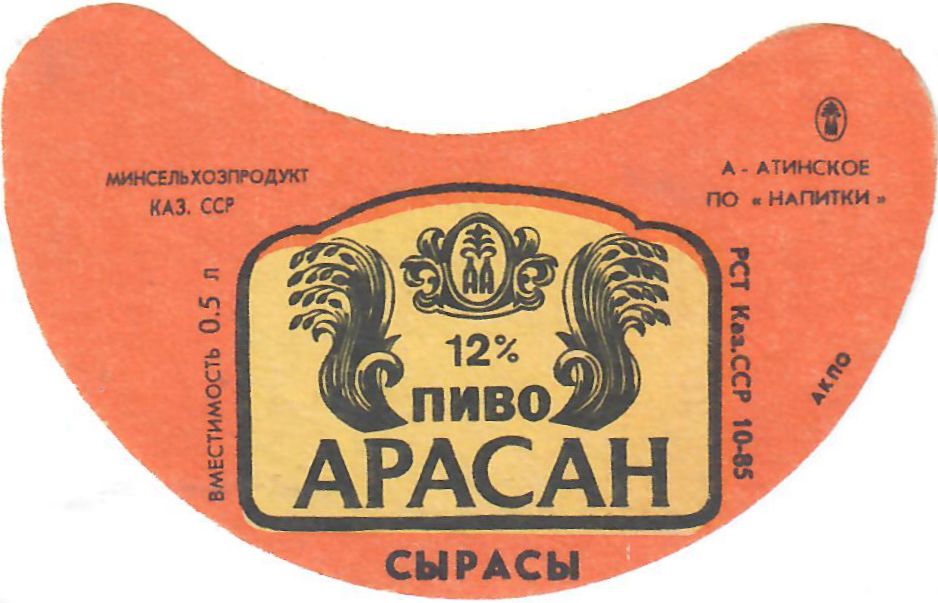 МИНСЕЛЬХОЗПРОДУКТ
КАЗ. ССР
А - АТИНСКОЕ
ПО « НАПИТКИ »
ВМЕСТИМОСТЬ 0.5 л
АА
12%
ПИВО
АРАСАН
СЫРАСЫ
РСТ Каз.ССР 10-85
АКПО